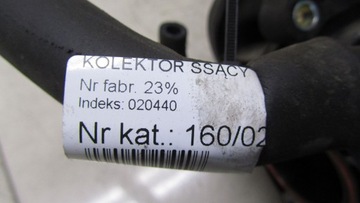 KOLEKTOR SSĄCY
Nr fabr. 23%
Indeks: 020440
Nr kat.: 160/02